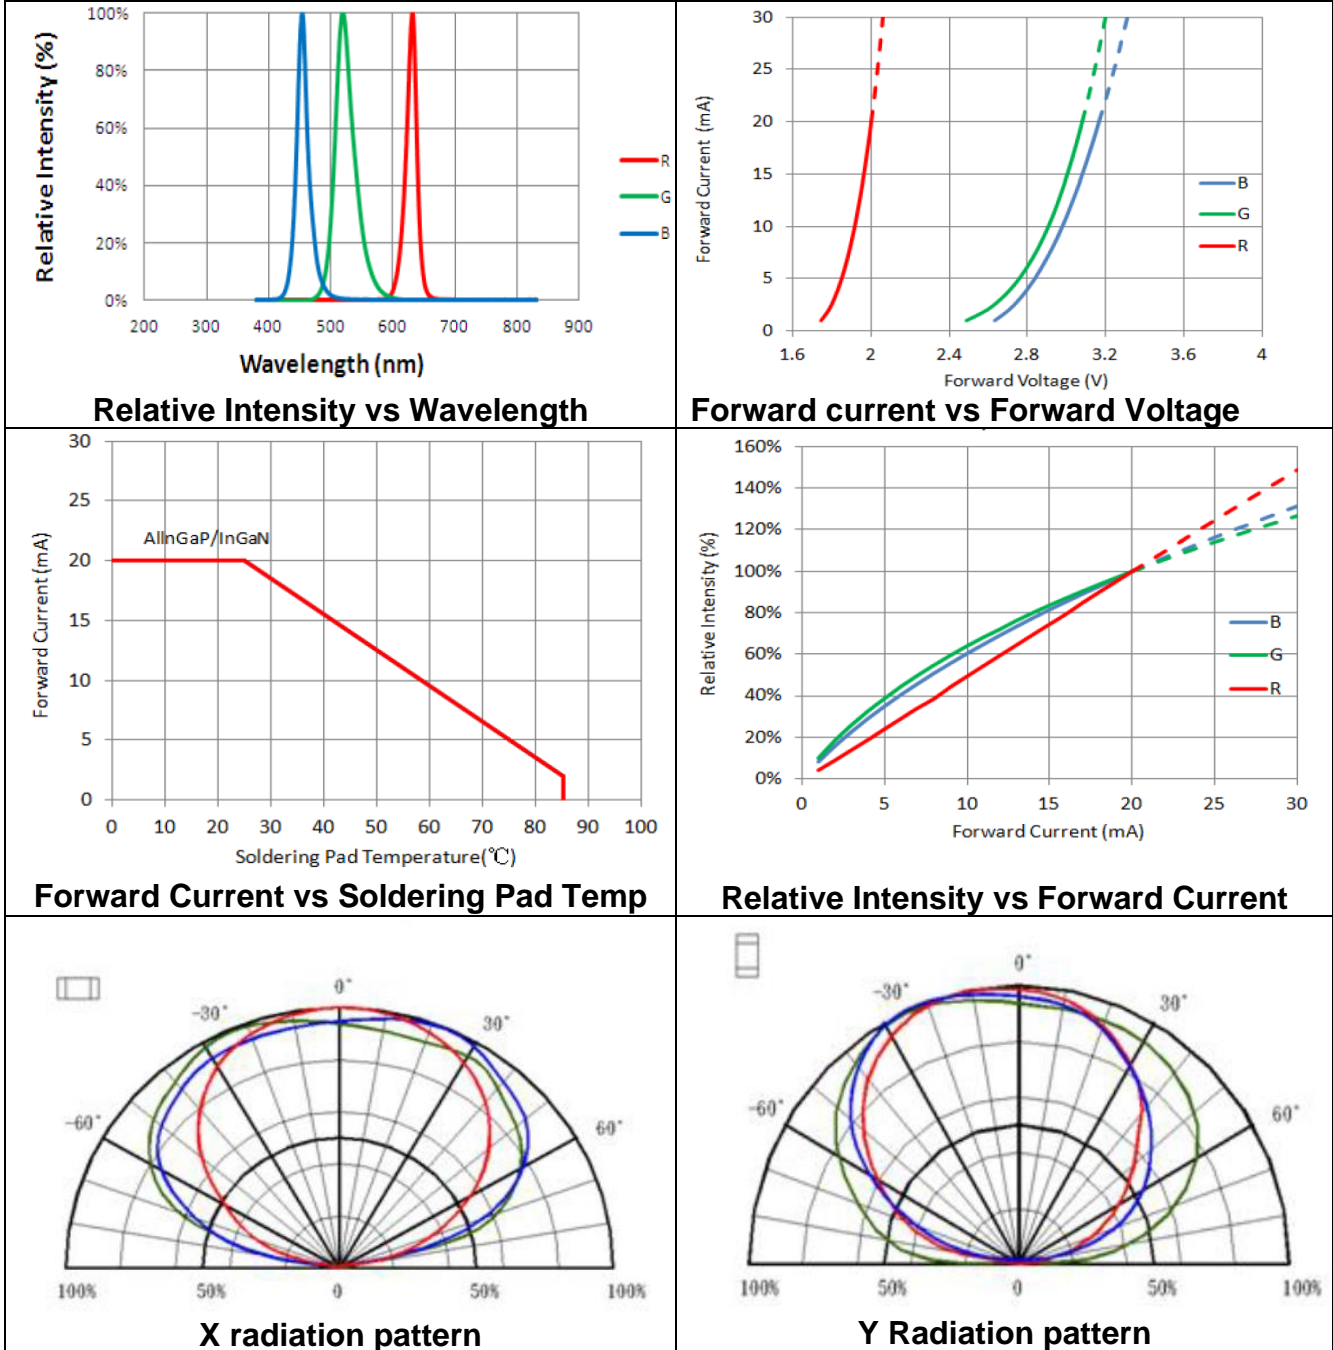 Relative Intensity (%)
100%
80%
60%
40%
20%
0%
200 300 400 500 600 700 800 900
Wavelength (nm)
R
G
B
Relative Intensity vs Wavelength
Forward Current (mA)
30
25
20
15
10
5
0
1.6 2 2.4 2.8 3.2 3.6 4
Forward Voltage (V)
B
G
R
Forward current vs Forward Voltage
Forward Current (mA)
30
25
20
15
10
5
0
AlInGaP/InGaN
0 10 20 30 40 50 60 70 80 90 100
Soldering Pad Temperature(℃)
Forward Current vs Soldering Pad Temp
Relative Intensity (%)
160%
140%
120%
100%
80%
60%
40%
20%
0%
0 5 10 15 20 25 30
Forward Current (mA)
B
G
R
Relative Intensity vs Forward Current
0°
-30° 30°
-60° 60°
100% 50% 0 50% 100%
X radiation pattern
0°
-30° 30°
-60° 60°
100% 50% 0 50% 100%
Y Radiation pattern